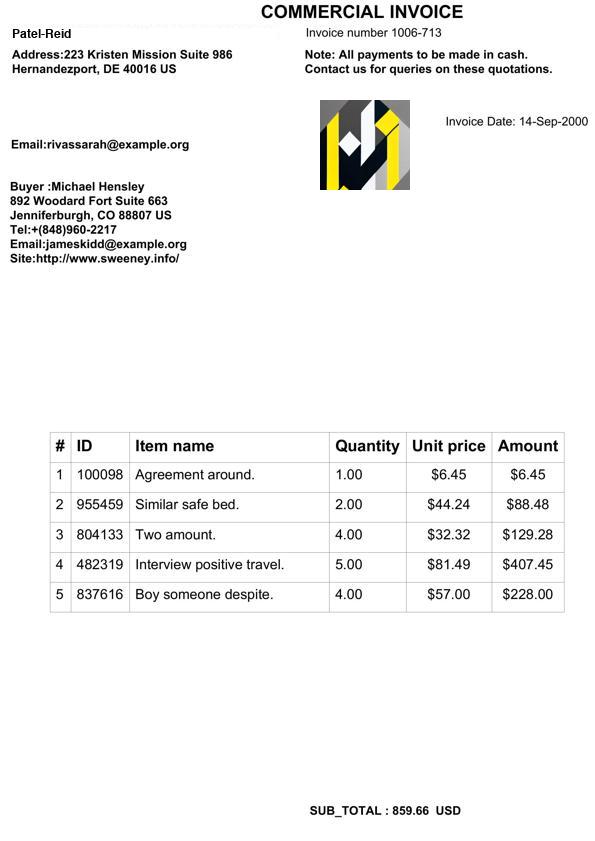 COMMERCIAL INVOICE
Patel-Reid
Invoice number 1006-713
Address:223 Kristen Mission Suite 986
Hernandezport, DE 40016 US
Note: All payments to be made in cash.
Contact us for queries on these quotations.
Invoice Date: 14-Sep-2000
Email:rivassarah@example.org
Buyer :Michael Hensley
892 Woodard Fort Suite 663
Jenniferburgh, CO 88807 US
Tel:+(848)960-2217
Email:jameskidd@example.org
Site:http://www.sweeney.info/
# ID Item name Quantity Unit price Amount
1 100098 Agreement around. 1.00 $6.45 $6.45
2 955459 Similar safe bed. 2.00 $44.24 $88.48
3 804133 Two amount. 4.00 $32.32 $129.28
4 482319 Interview positive travel. 5.00 $81.49 $407.45
5 837616 Boy someone despite. 4.00 $57.00 $228.00
SUB_TOTAL : 859.66 USD